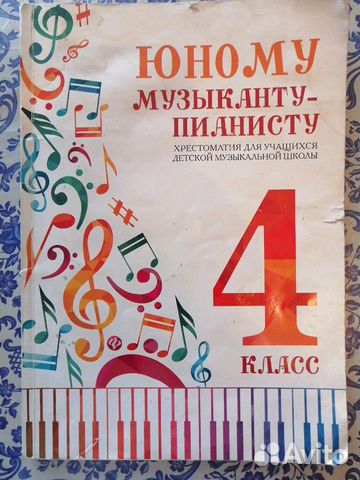 ЮНОМУ
МУЗЫКАНТУ-
ПИАНИСТУ
ХРЕСТОМАТИЯ ДЛЯ УЧАЩИХСЯ
ДЕТСКОЙ МУЗЫКАЛЬНОЙ ШКОЛЫ
4
КЛАСС
Avito